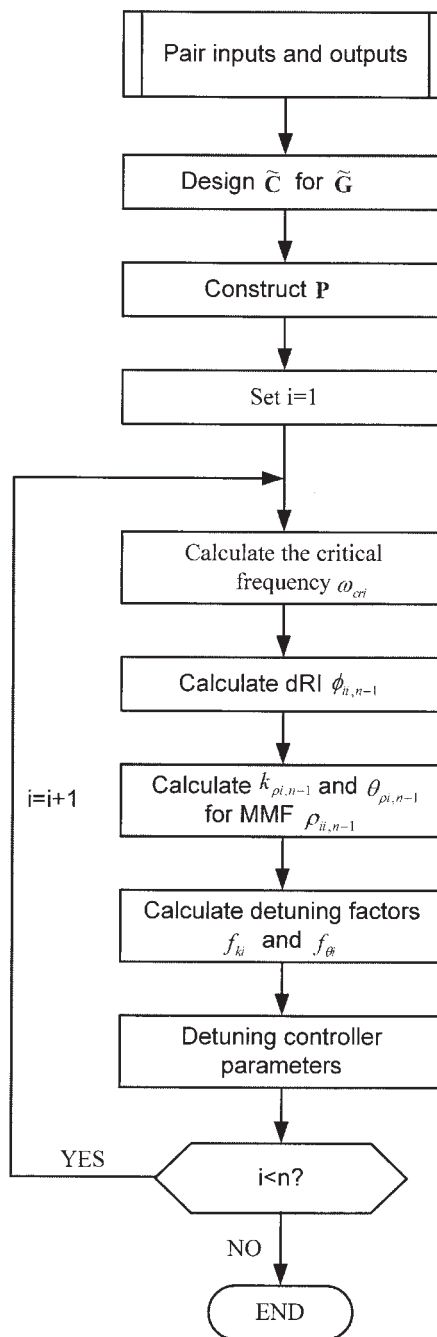 Pair inputs and outputs
Design C̃ for G̃
Construct P
Set i=1
Calculate the critical
frequency ω_cri
Calculate dRI ϕ_ii,n−1
i=i+1
Calculate k_ρi,n−1 and θ_ρi,n−1
for MMF ρ_ii,n−1
Calculate detuning factors
f_ki and f_θi
Detuning controller
parameters
YES
i<n?
NO
END